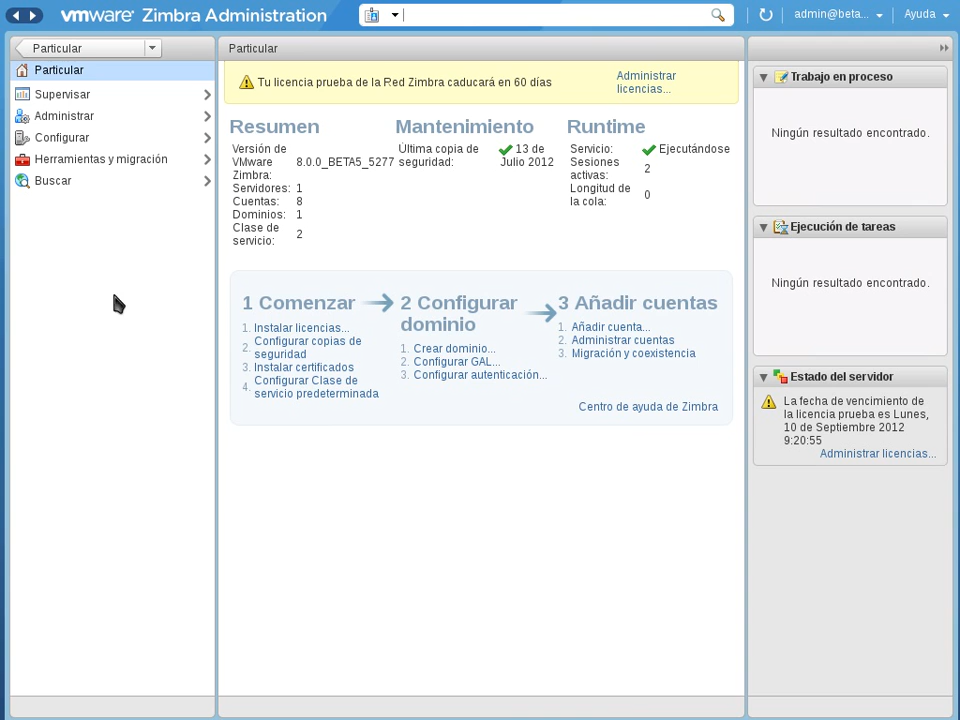 vmware Zimbra Administration
admin@beta...
Ayuda
Particular
Particular
Supervisar
Administrar
Configurar
Herramientas y migración
Buscar
Particular
Tu licencia prueba de la Red Zimbra caducará en 60 días
Administrar
licencias...
Resumen
Versión de
VMware
Zimbra:
8.0.0_BETA5_5277
Servidores: 1
Cuentas: 8
Dominios: 1
Clase de
servicio:
2
Mantenimiento
Última copia de
seguridad:
13 de
Julio 2012
Runtime
Servicio: Ejecutándose
Sesiones
activas:
2
Longitud de
la cola:
0
1 Comenzar
1. Instalar licencias...
2. Configurar copias de
seguridad
3. Instalar certificados
4. Configurar Clase de
servicio predeterminada
2 Configurar
dominio
1. Crear dominio...
2. Configurar GAL...
3. Configurar autenticación...
3 Añadir cuentas
1. Añadir cuenta...
2. Administrar cuentas
3. Migración y coexistencia
Centro de ayuda de Zimbra
Trabajo en proceso
Ningún resultado encontrado.
Ejecución de tareas
Ningún resultado encontrado.
Estado del servidor
La fecha de vencimiento de
la licencia prueba es Lunes,
10 de Septiembre 2012
9:20:55
Administrar licencias...